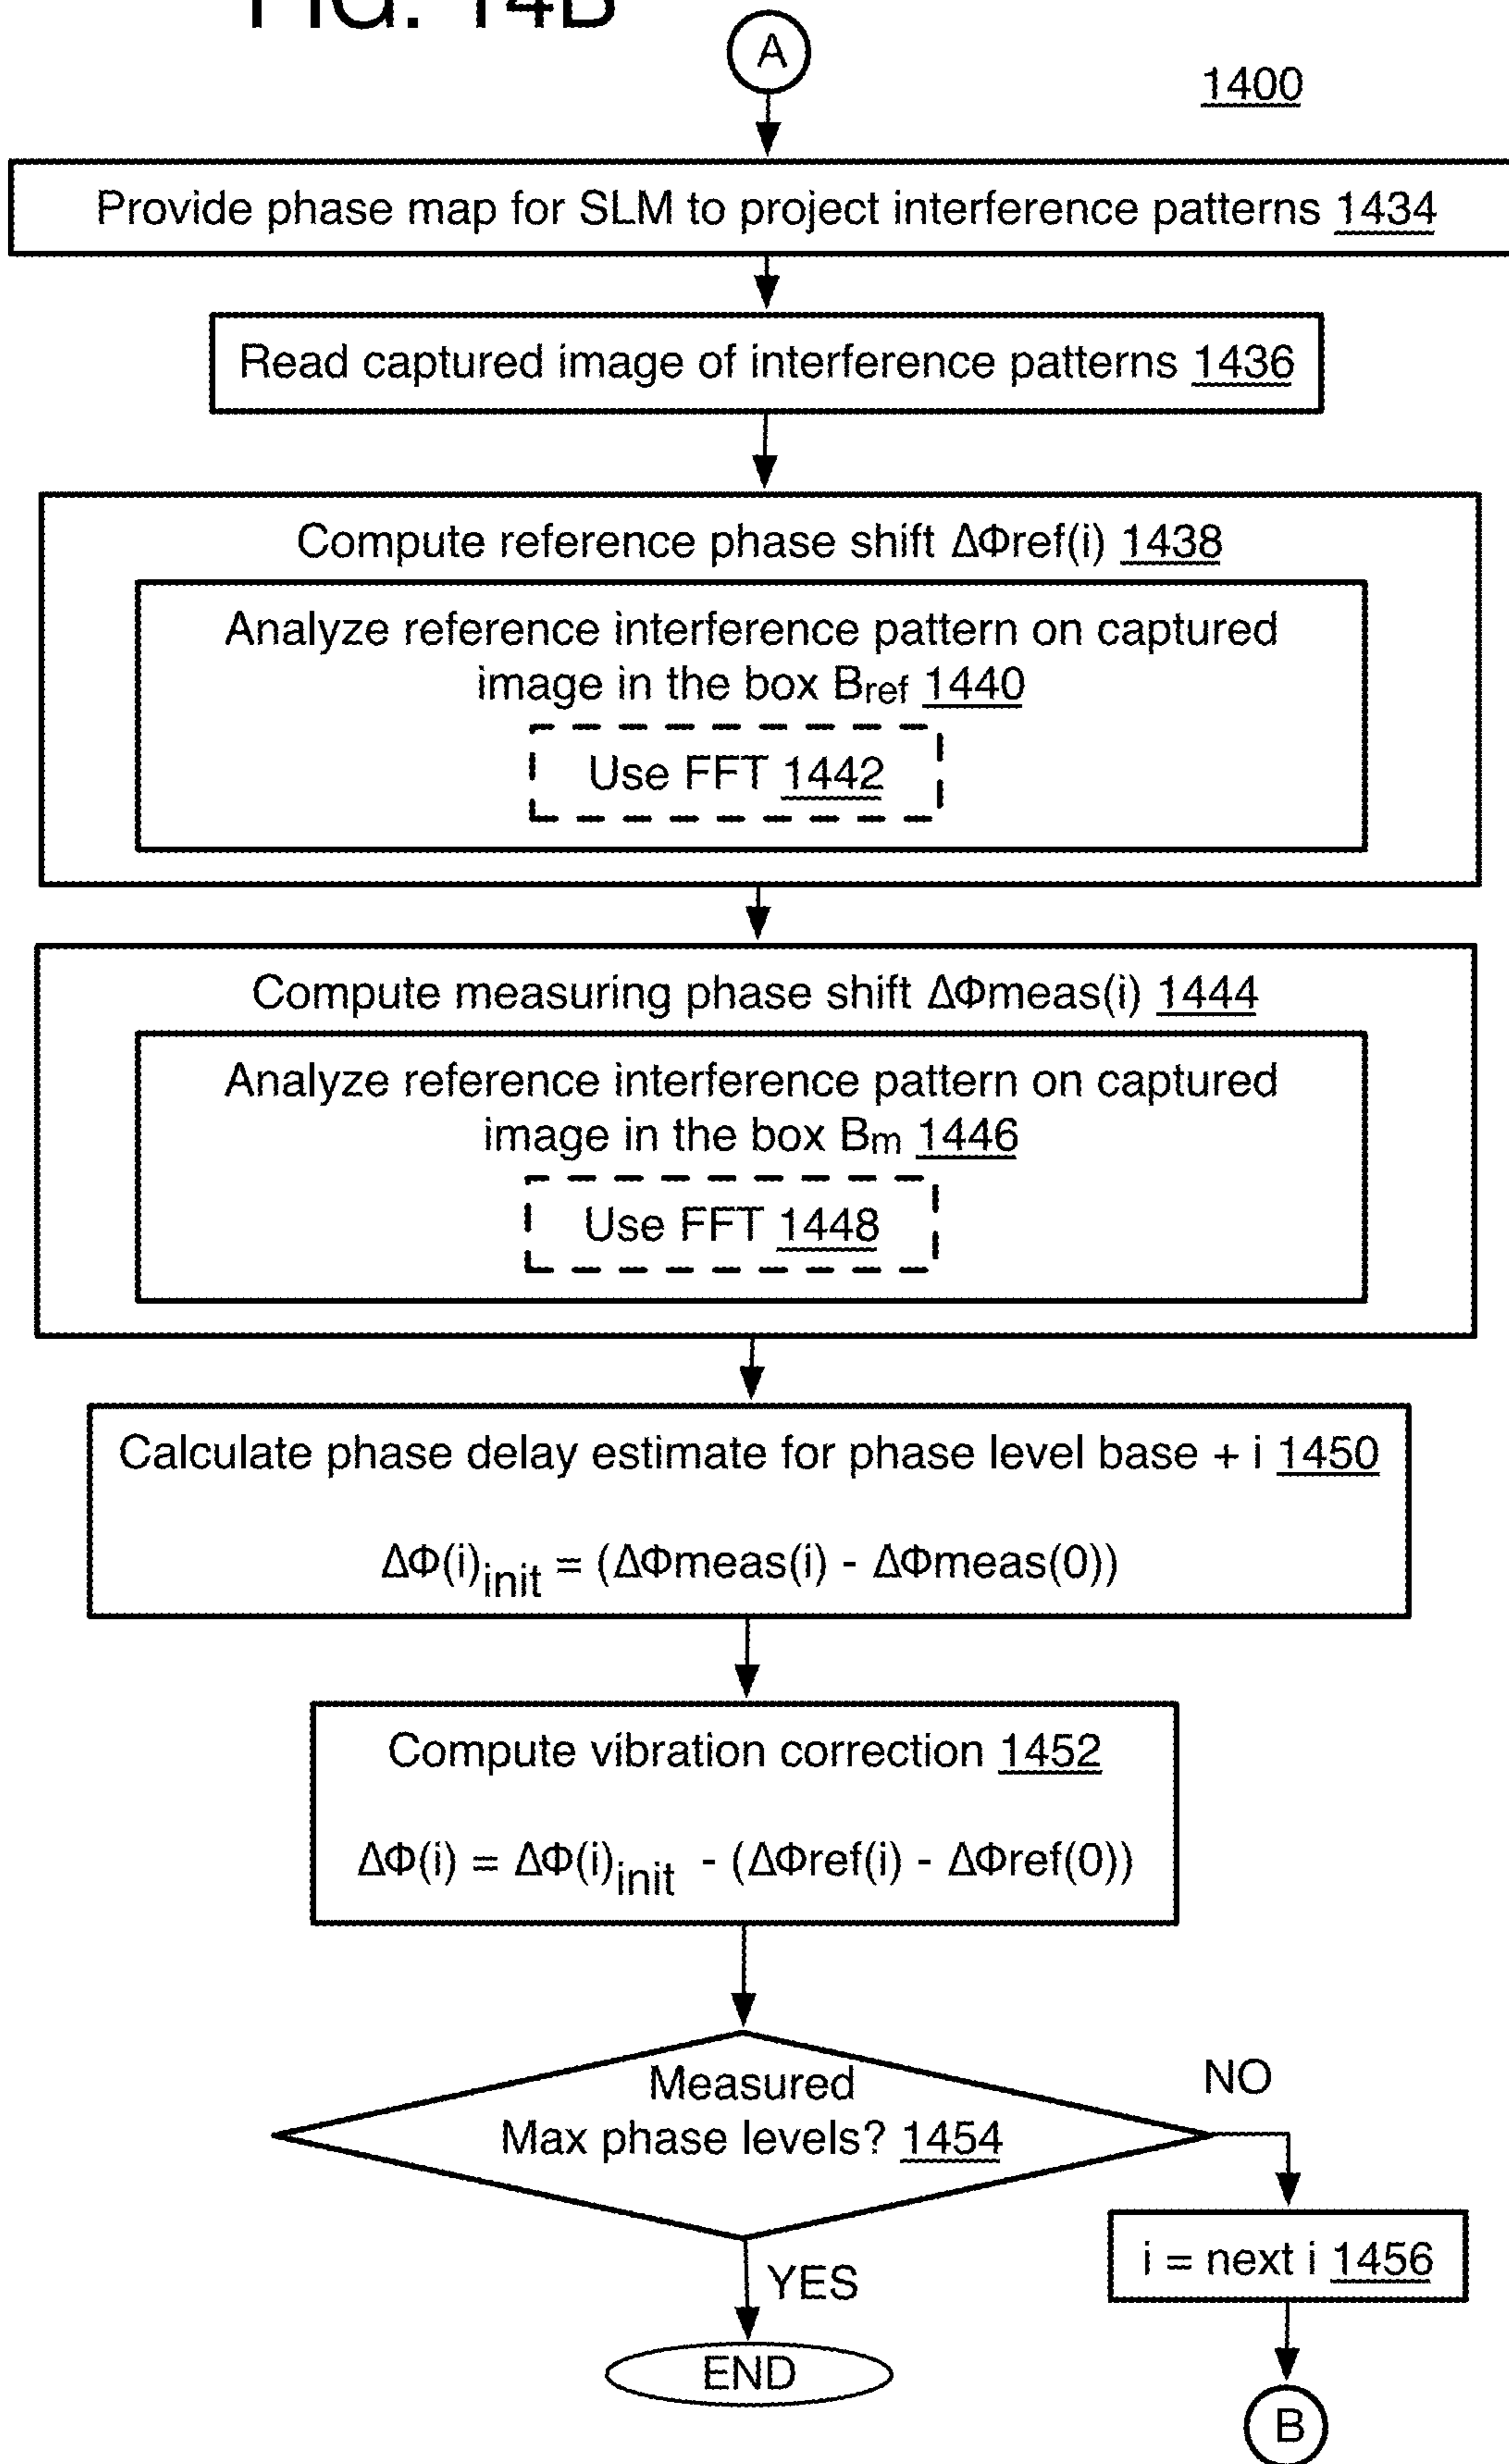 FIG. 14B
A
1400
Provide phase map for SLM to project interference patterns 1434
Read captured image of interference patterns 1436
Compute reference phase shift ΔΦref(i) 1438
Analyze reference interference pattern on captured
image in the box Bref 1440
Use FFT 1442
Compute measuring phase shift ΔΦmeas(i) 1444
Analyze reference interference pattern on captured
image in the box Bm 1446
Use FFT 1448
Calculate phase delay estimate for phase level base + i 1450
ΔΦ(i)init = (ΔΦmeas(i) - ΔΦmeas(0))
Compute vibration correction 1452
ΔΦ(i) = ΔΦ(i)init - (ΔΦref(i) - ΔΦref(0))
Measured
Max phase levels? 1454
NO
i = next i 1456
YES
END
B